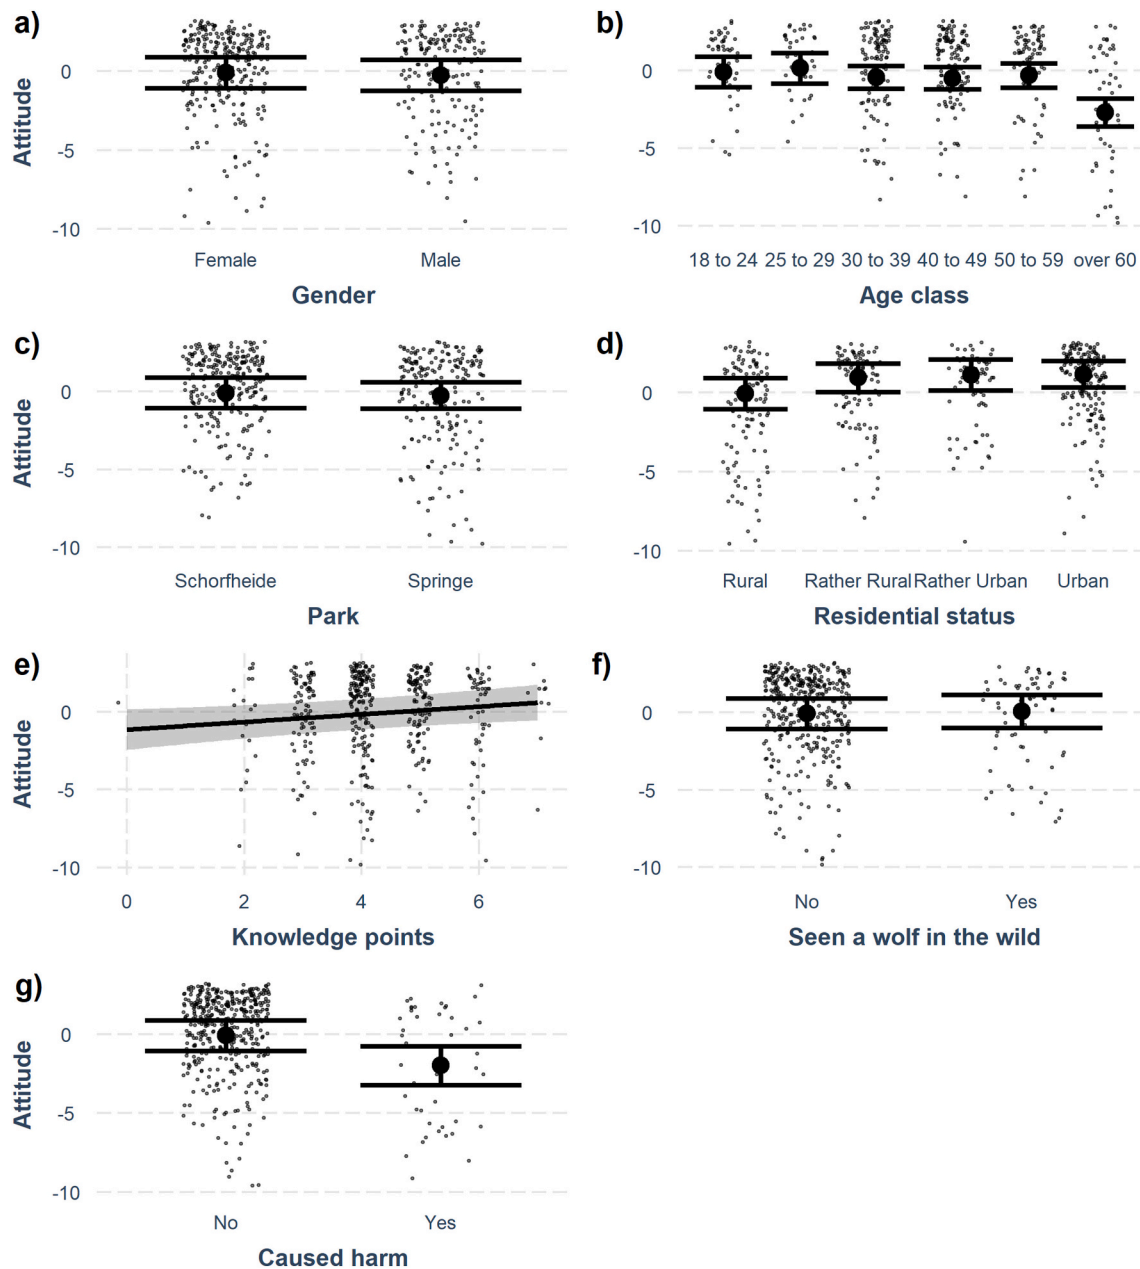 a)
Attitude
0
-5
-10
Female
Male
Gender
b)
0
-5
-10
18 to 24
25 to 29
30 to 39
40 to 49
50 to 59
over 60
Age class
c)
Attitude
0
-5
-10
Schorfheide
Springe
Park
d)
0
-5
-10
Rural
Rather Rural
Rather Urban
Urban
Residential status
e)
Attitude
0
-5
-10
0
2
4
6
Knowledge points
f)
0
-5
-10
No
Yes
Seen a wolf in the wild
g)
Attitude
0
-5
-10
No
Yes
Caused harm